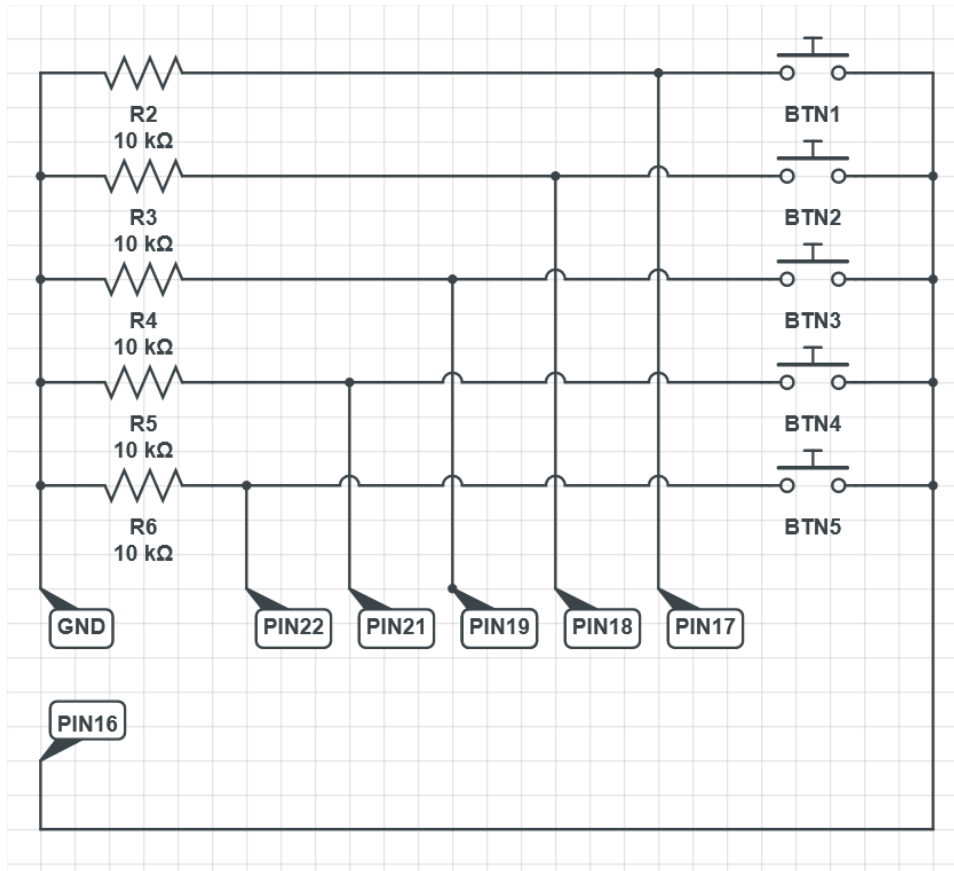 R2
10 kΩ
BTN1
R3
10 kΩ
BTN2
R4
10 kΩ
BTN3
R5
10 kΩ
BTN4
R6
10 kΩ
BTN5
GND
PIN22
PIN21
PIN19
PIN18
PIN17
PIN16